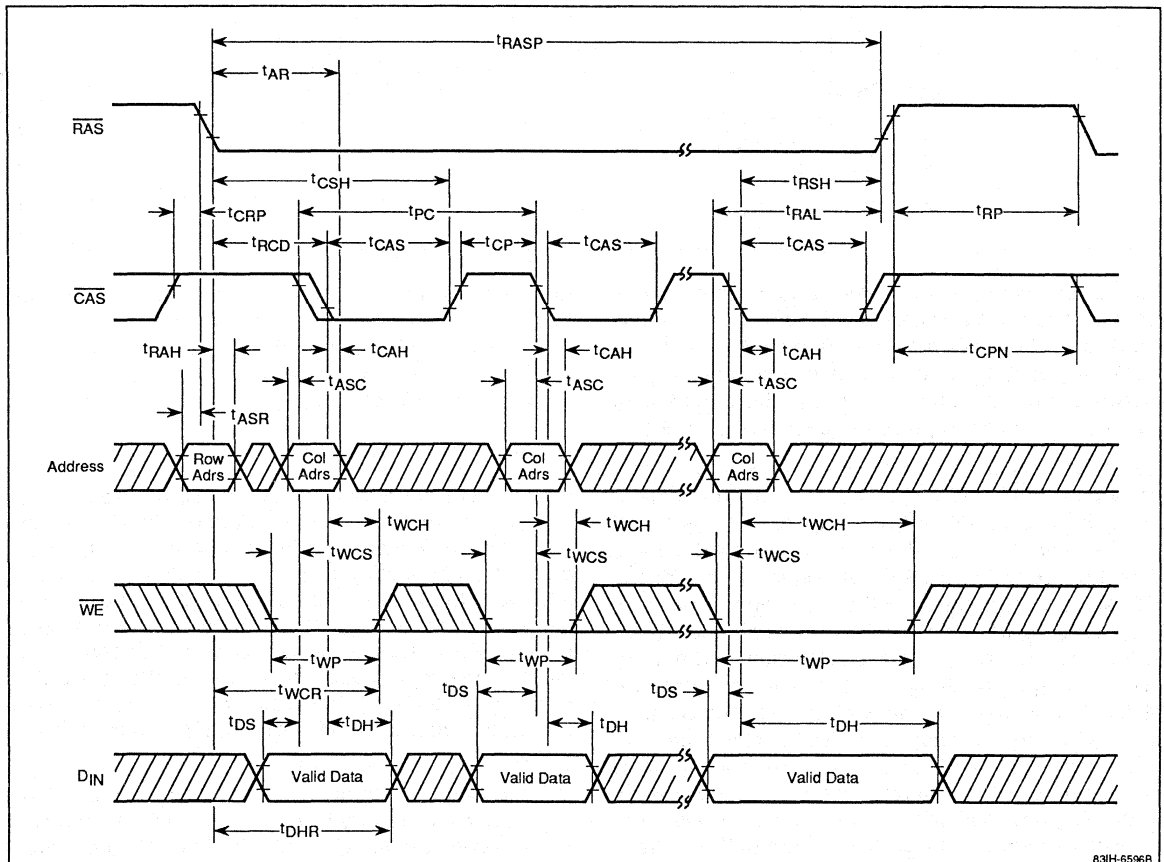 tRASP
tAR
RAS
tCSH
tRSH
tCRP
tPC
tRAL
tRP
tRCD
tCAS
tCP
tCAS
tCAS
CAS
tRAH
tCAH
tCAH
tCAH
tCPN
tASC
tASC
tASC
tASR
Address
Row Adrs
Col Adrs
Col Adrs
Col Adrs
tWCH
tWCH
tWCH
tWCS
tWCS
tWCS
WE
tWP
tWP
tWP
tWCR
tDS
tDS
tDS
tDH
tDH
tDH
DIN
Valid Data
Valid Data
Valid Data
tDHR
83IH-6596B